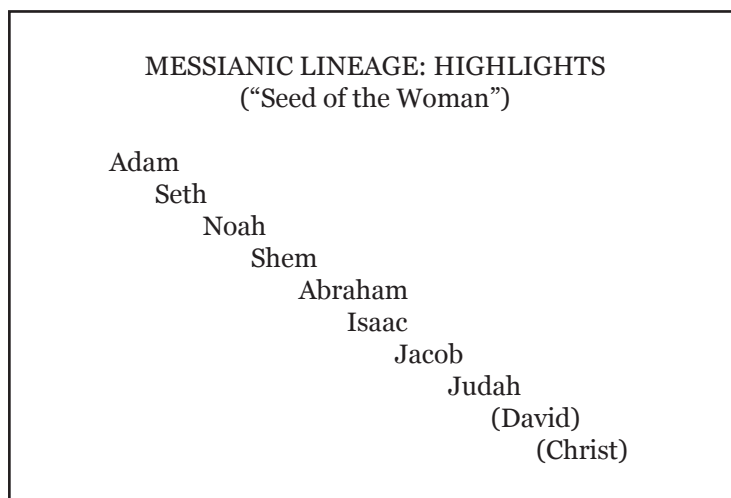 MESSIANIC LINEAGE: HIGHLIGHTS
(“Seed of the Woman”)
Adam
Seth
Noah
Shem
Abraham
Isaac
Jacob
Judah
(David)
(Christ)